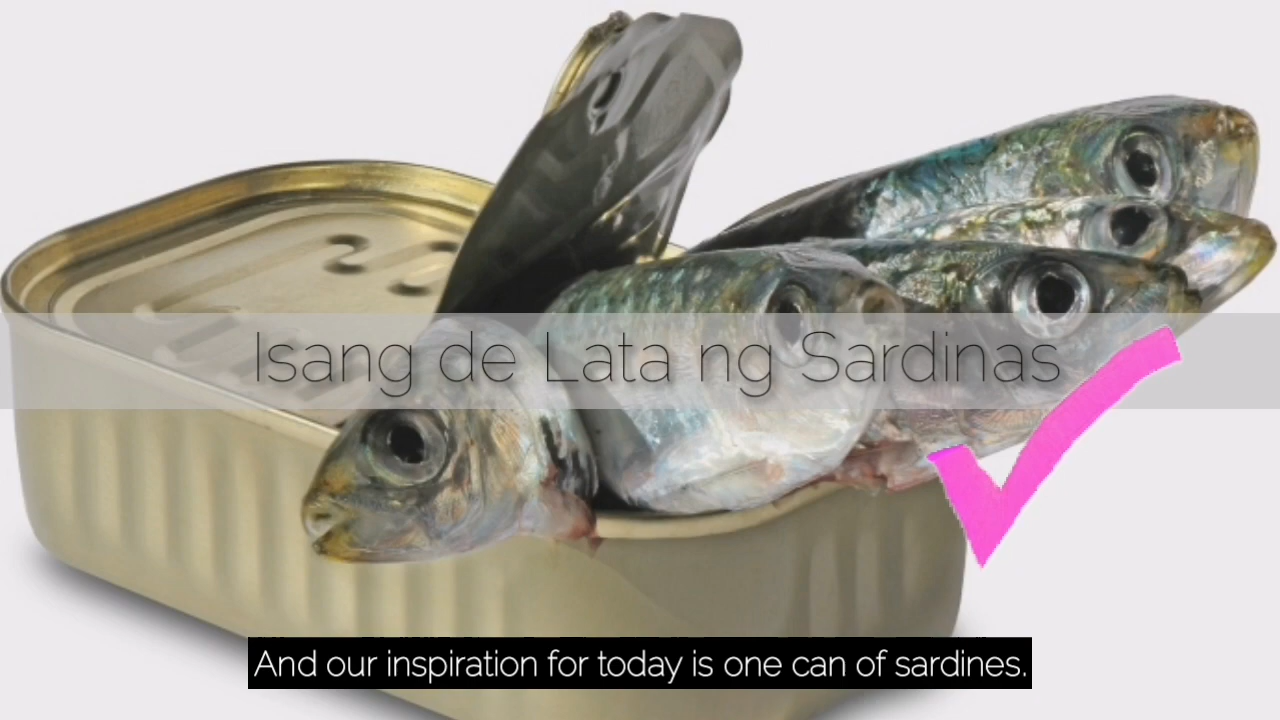 Isang de Lata ng Sardinas
And our inspiration for today is one can of sardines.